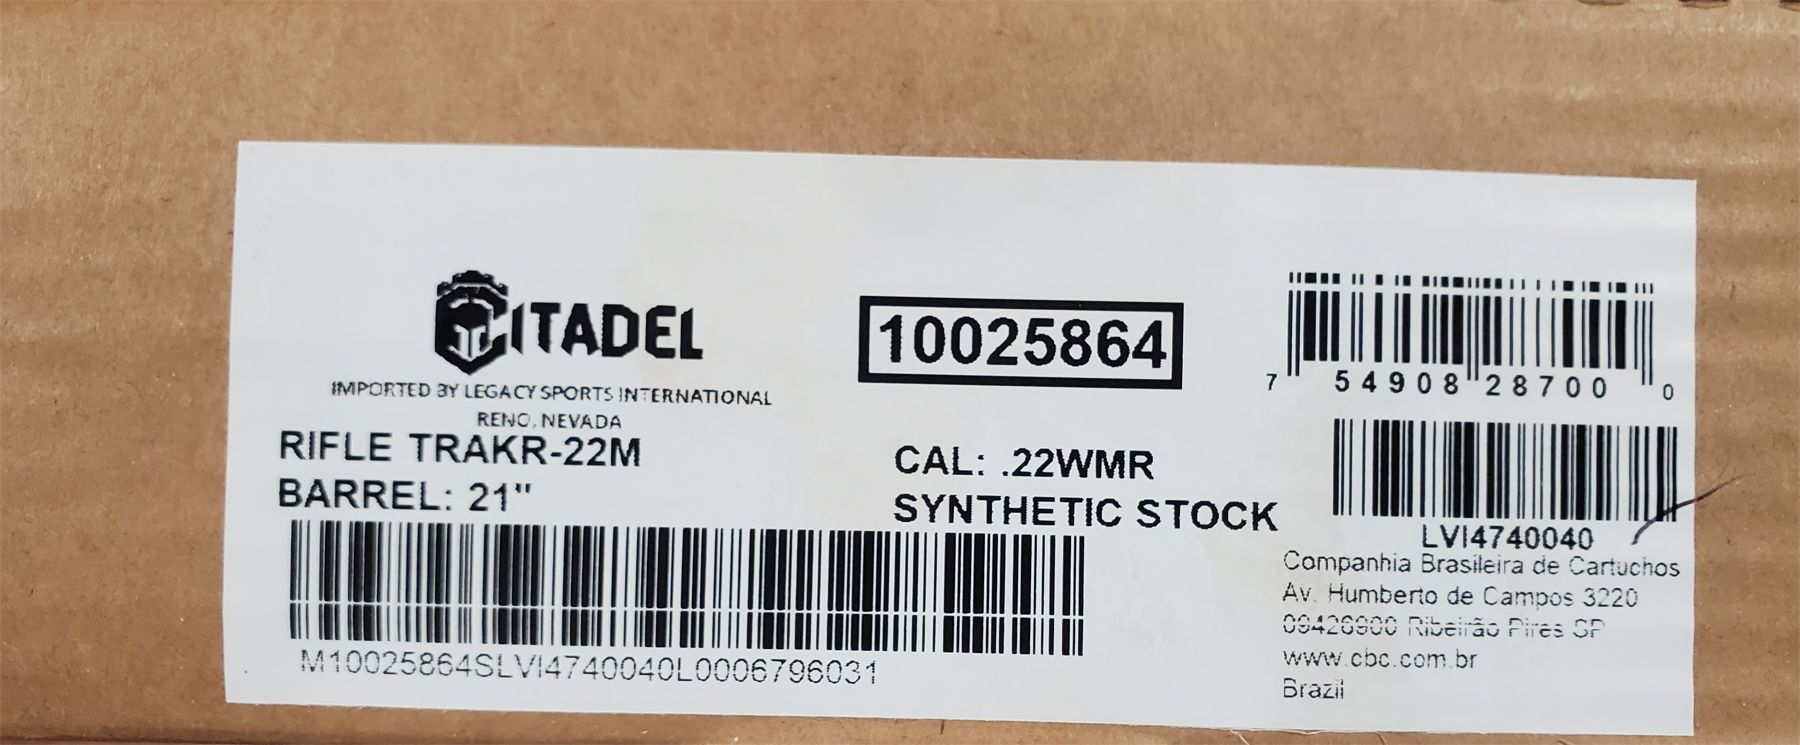 CITADEL
IMPORTED BY LEGACY SPORTS INTERNATIONAL
RENO, NEVADA
RIFLE TRAKR-22M
BARREL: 21"
M10025864SLVI4740040L0006796031
10025864
CAL: .22WMR
SYNTHETIC STOCK
7 54908 28700 0
LVI4740040
Companhia Brasileira de Cartuchos
Av. Humberto de Campos 3220
09426900 Ribeirão Pires SP
www.cbc.com.br
Brazil